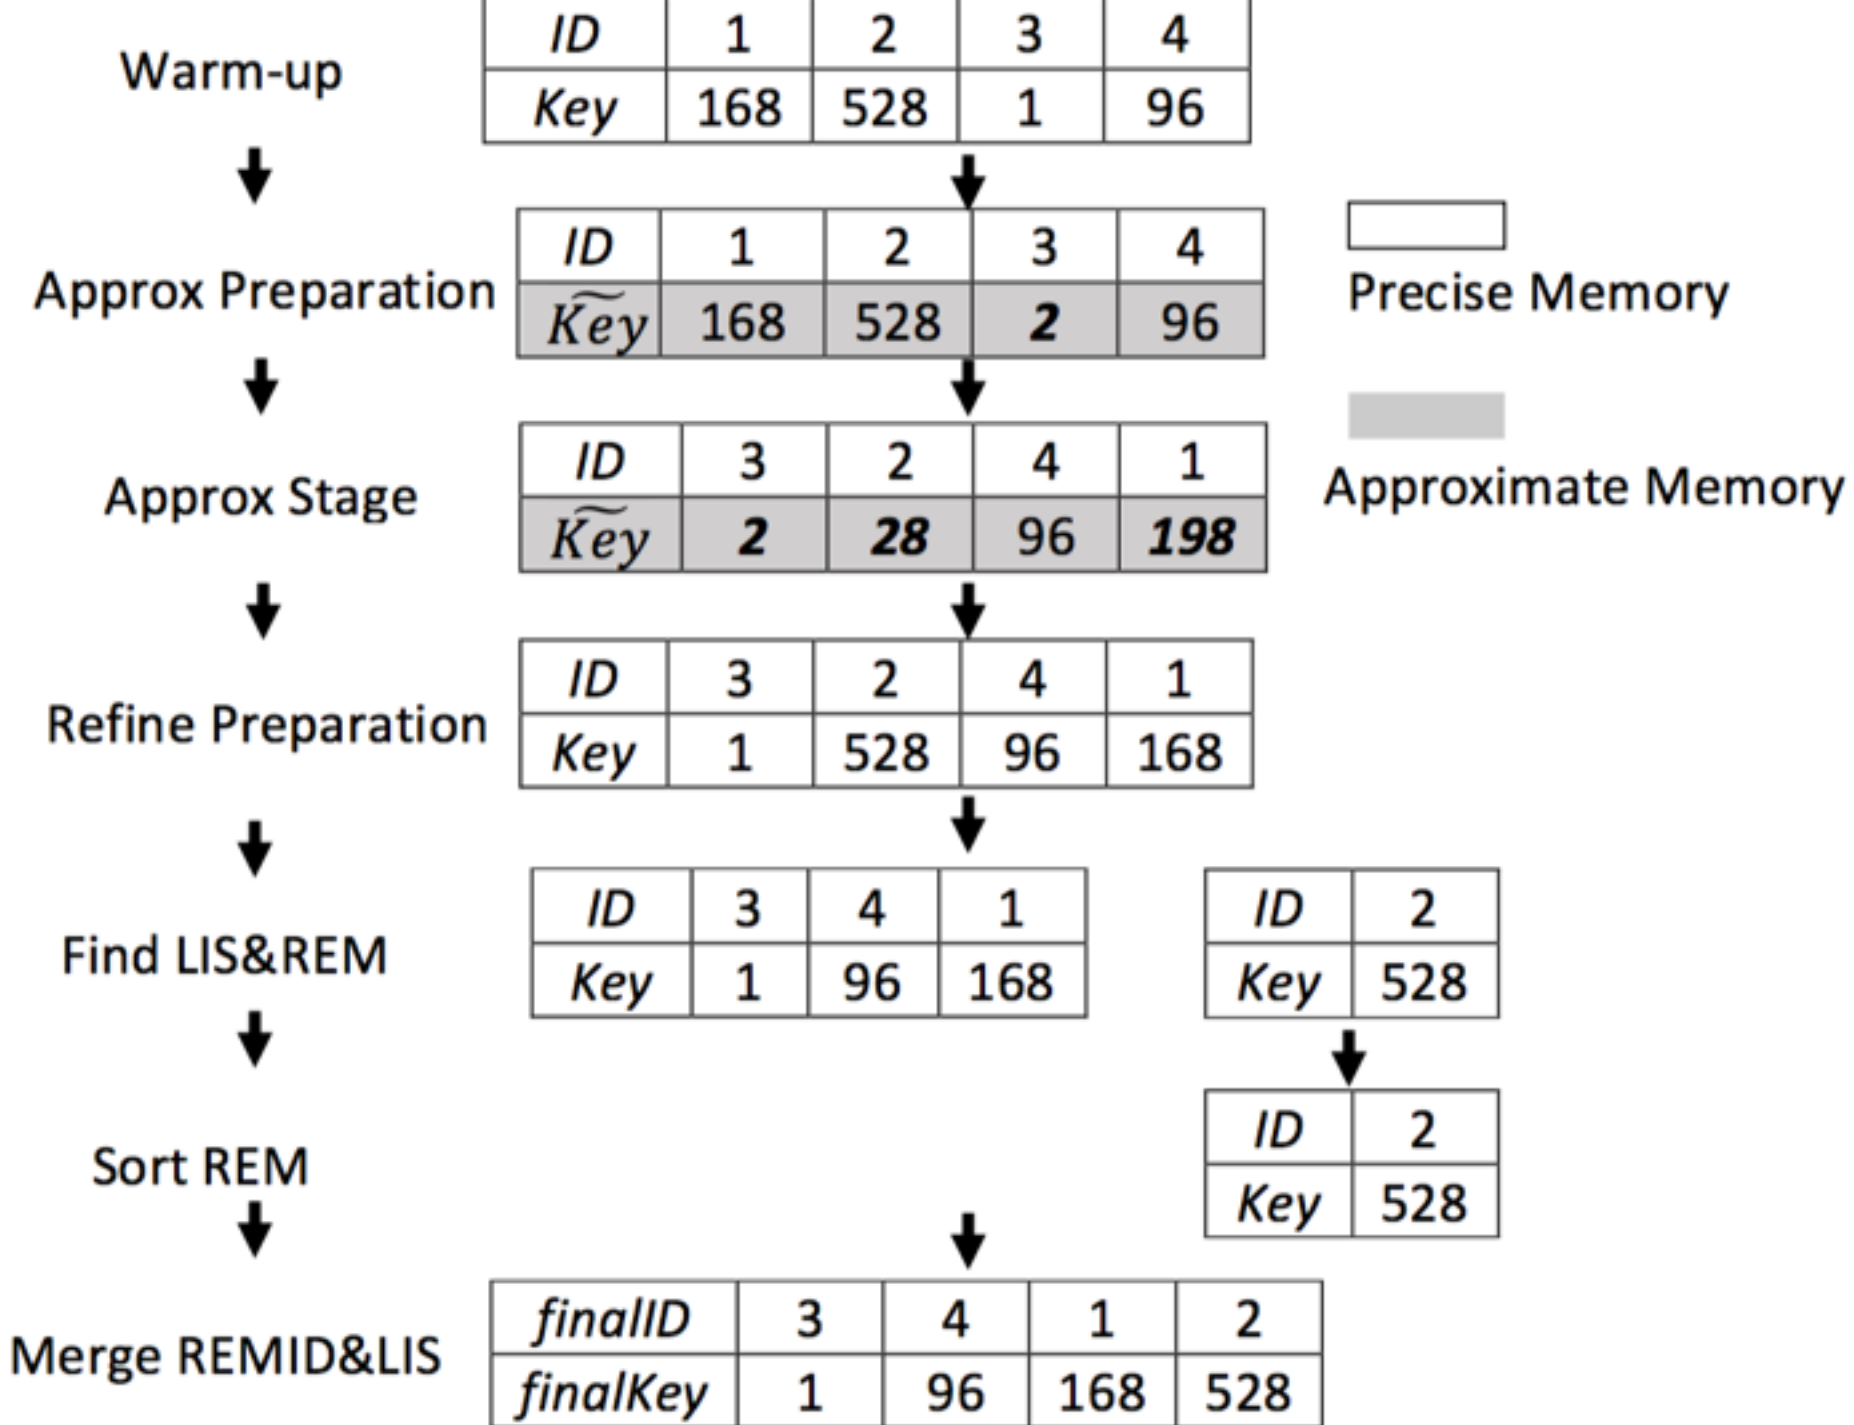 Warm-up
ID 1 2 3 4
Key 168 528 1 96
Approx Preparation
ID 1 2 3 4
K͠ey 168 528 2 96
Precise Memory
Approx Stage
ID 3 2 4 1
K͠ey 2 28 96 198
Approximate Memory
Refine Preparation
ID 3 2 4 1
Key 1 528 96 168
Find LIS&REM
ID 3 4 1
Key 1 96 168
ID 2
Key 528
Sort REM
ID 2
Key 528
Merge REMID&LIS
finalID 3 4 1 2
finalKey 1 96 168 528